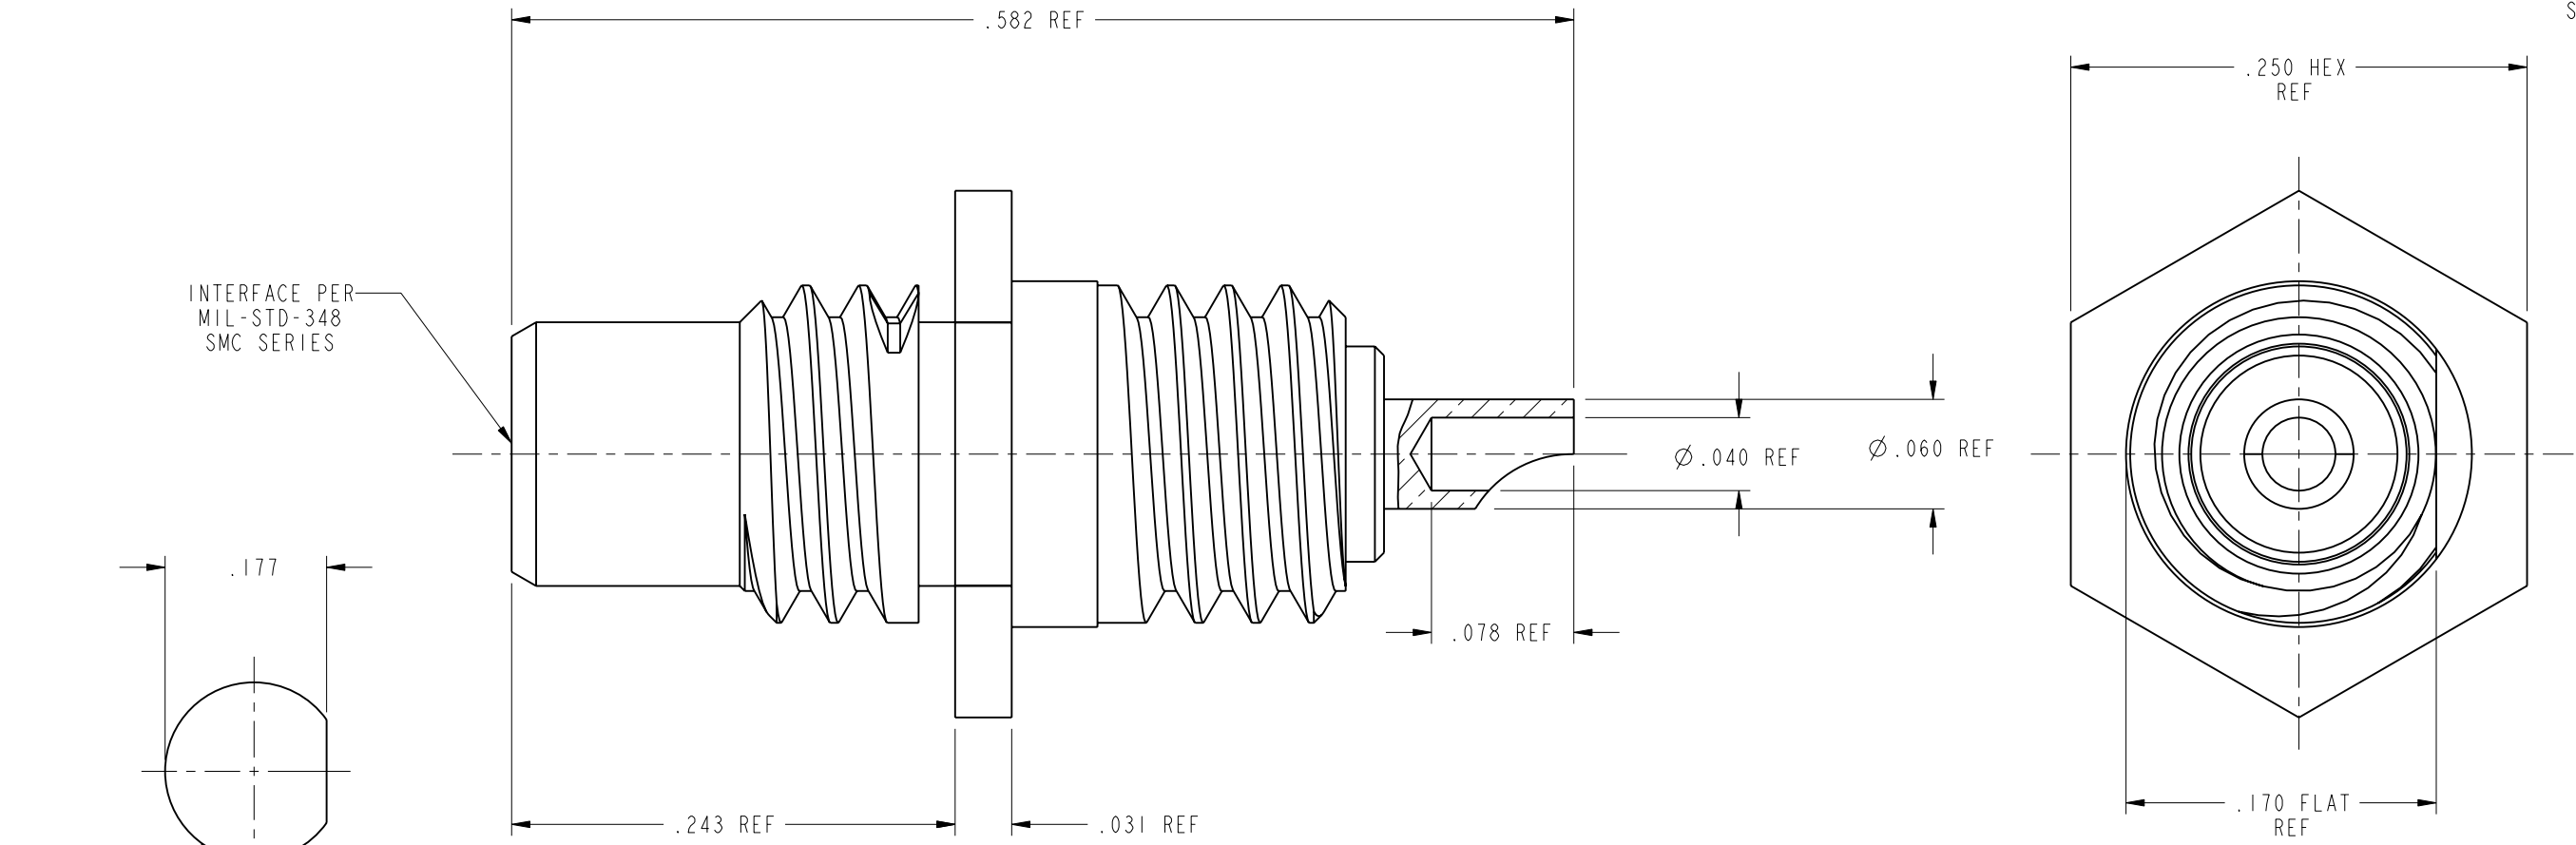 .582 REF
S
.250 HEX
REF
INTERFACE PER
MIL-STD-348
SMC SERIES
Ø.040 REF
Ø.060 REF
.177
.078 REF
.243 REF
.031 REF
.170 FLAT
REF